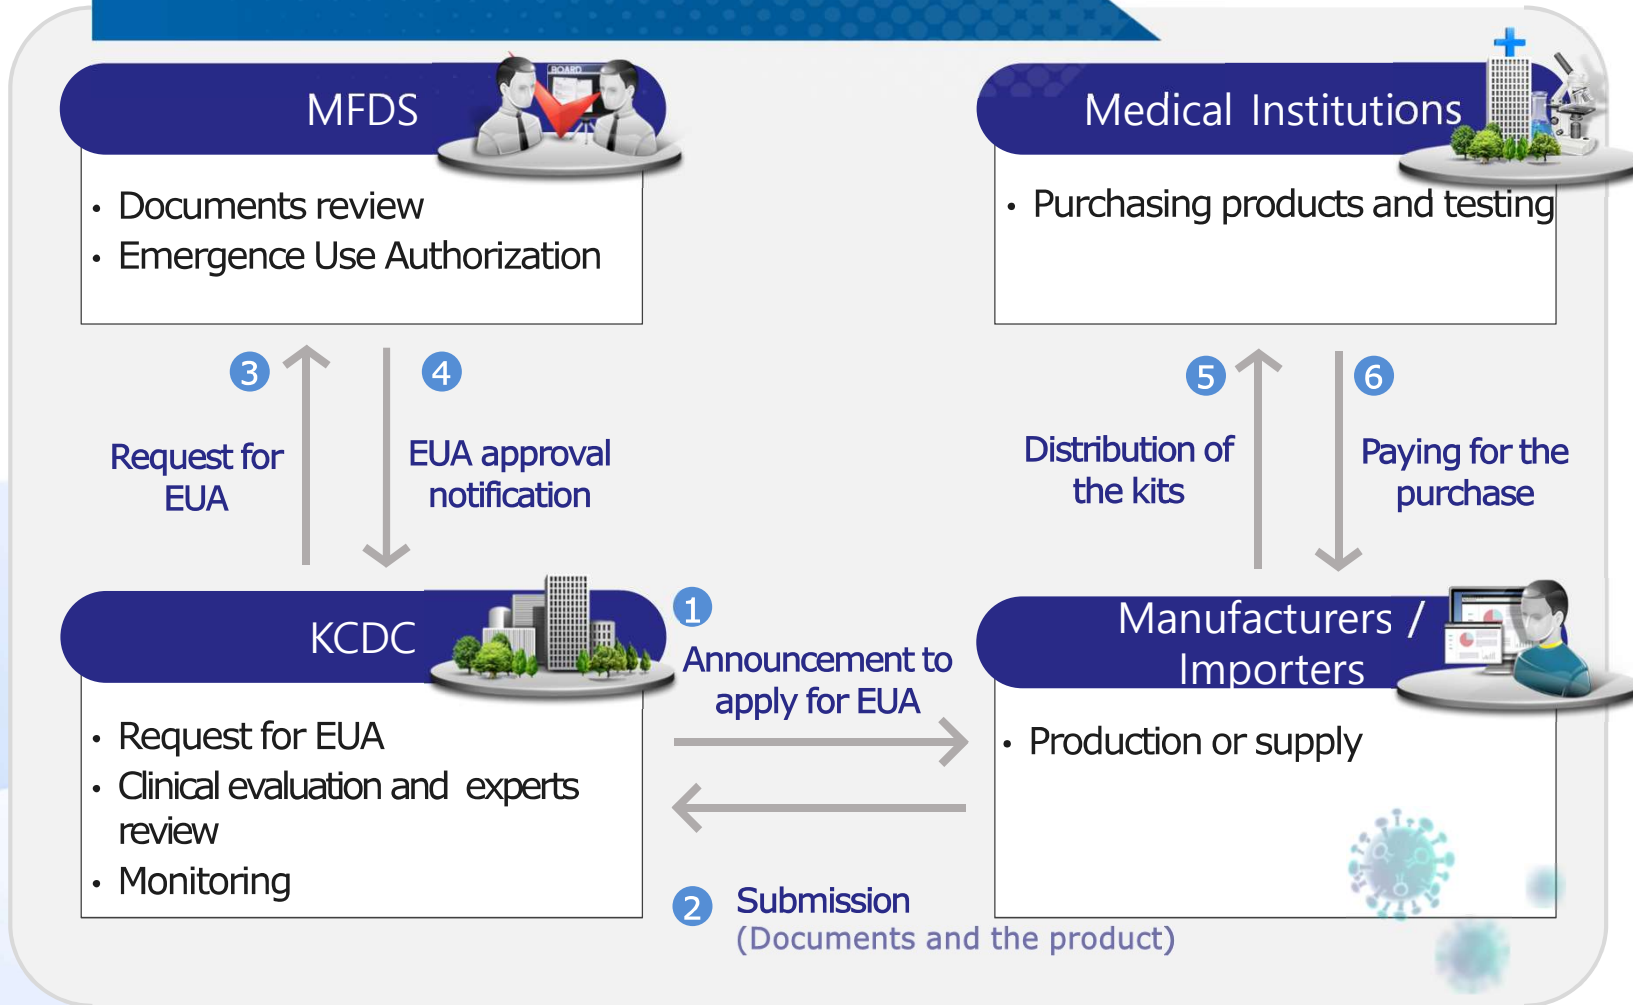 MFDS
BOARD
• Documents review
• Emergence Use Authorization
Medical Institutions
• Purchasing products and testing
3
Request for
EUA
4
EUA approval
notification
5
Distribution of
the kits
6
Paying for the
purchase
KCDC
• Request for EUA
• Clinical evaluation and experts
review
• Monitoring
1
Announcement to
apply for EUA
2
Submission
(Documents and the product)
Manufacturers /
Importers
• Production or supply